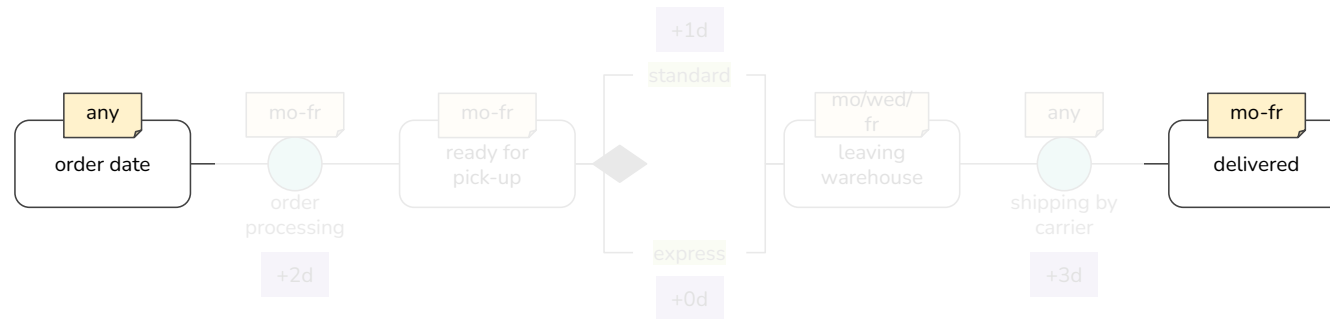 +1d
standard
any
mo-fr
mo-fr
mo/wed/
fr
any
mo-fr
order date
ready for
pick-up
leaving
warehouse
delivered
order
processing
shipping by
carrier
express
+2d
+0d
+3d